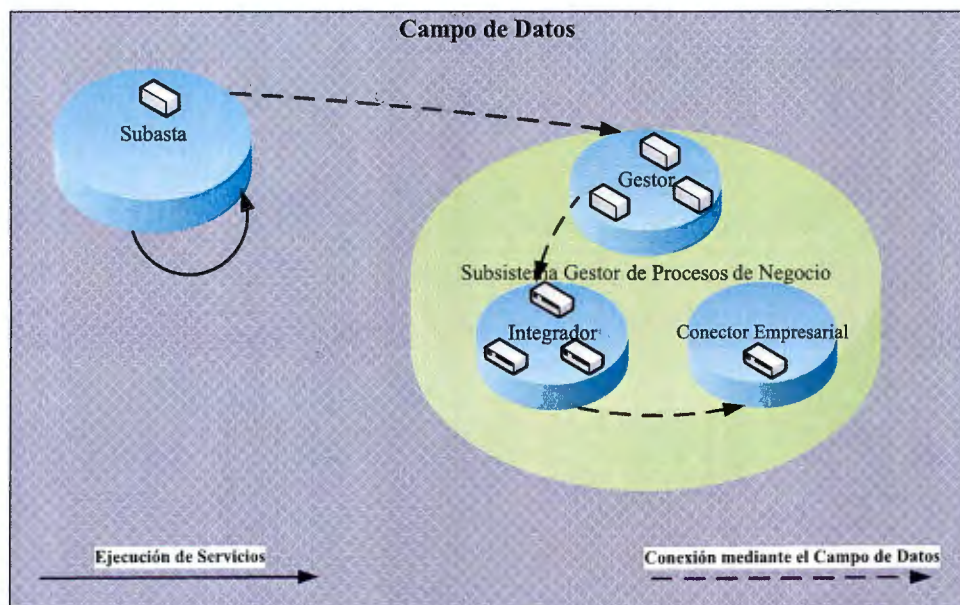 Campo de Datos
Subasta
Gestor
Subsistema Gestor de Procesos de Negocio
Integrador
Conector Empresarial
Ejecución de Servicios
Conexión mediante el Campo de Datos